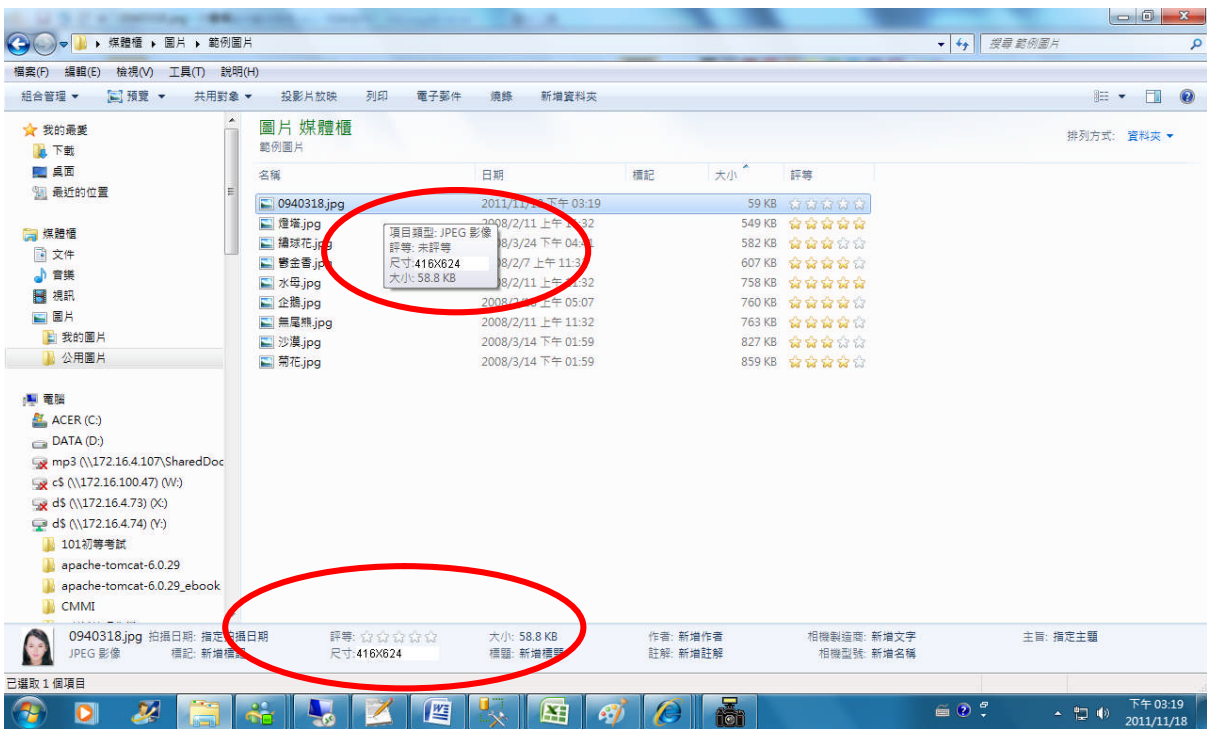 媒體櫃 ▸ 圖片 ▸ 範例圖片
搜尋 範例圖片
檔案(F) 編輯(E) 檢視(V) 工具(T) 說明(H)
組合管理 預覽 共用對象 投影片放映 列印 電子郵件 燒錄 新增資料夾
我的最愛
下載
桌面
最近的位置
媒體櫃
文件
音樂
視訊
圖片
我的圖片
公用圖片
電腦
ACER (C:)
DATA (D:)
mp3 (\\172.16.4.107\SharedDoc
c$ (\\172.16.100.47) (W:)
d$ (\\172.16.4.73) (X:)
d$ (\\172.16.4.74) (Y:)
101初等考試
apache-tomcat-6.0.29
apache-tomcat-6.0.29_ebook
CMMI
圖片 媒體櫃
範例圖片
排列方式: 資料夾
名稱 日期 標記 大小 評等
0940318.jpg 2011/11/18 下午 03:19 59 KB
燈塔.jpg 2008/2/11 上午 11:32 549 KB
繡球花.jpg 08/3/24 下午 04:41 582 KB
鬱金香.jpg 08/2/7 上午 11:3 607 KB
水母.jpg 2008/2/11 上午 11:32 758 KB
企鵝.jpg 2008/2/18 上午 05:07 760 KB
無尾熊.jpg 2008/2/11 上午 11:32 763 KB
沙漠.jpg 2008/3/14 下午 01:59 827 KB
菊花.jpg 2008/3/14 下午 01:59 859 KB
項目類型: JPEG 影像
評等: 未評等
尺寸:416X624
大小: 58.8 KB
0940318.jpg 拍攝日期: 指定拍攝日期 評等: 大小: 58.8 KB 作者: 新增作者 相機製造商: 新增文字 主旨: 指定主題
JPEG 影像 標記: 新增標記 尺寸:416X624 標題: 新增標題 註解: 新增註解 相機型號: 新增名稱
已選取 1 個項目
下午 03:19
2011/11/18